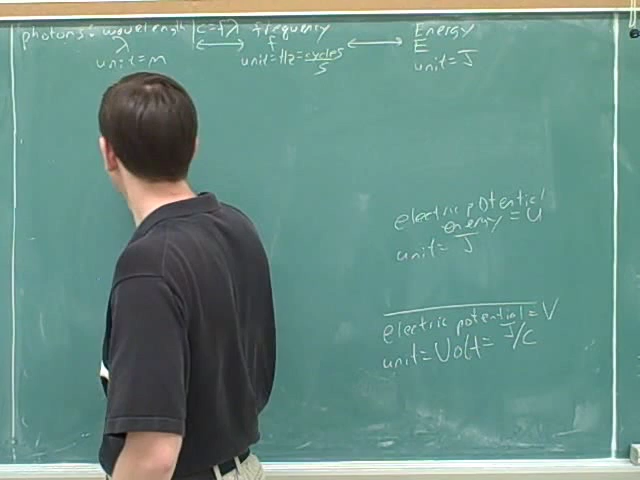 photons: wavelength | c=fλ frequency Energy
λ ↔ f ↔ E
unit=m unit=Hz=cycles/s unit=J
electric potential
energy = U
unit= J
electric potential=V
unit=Volt= J/C